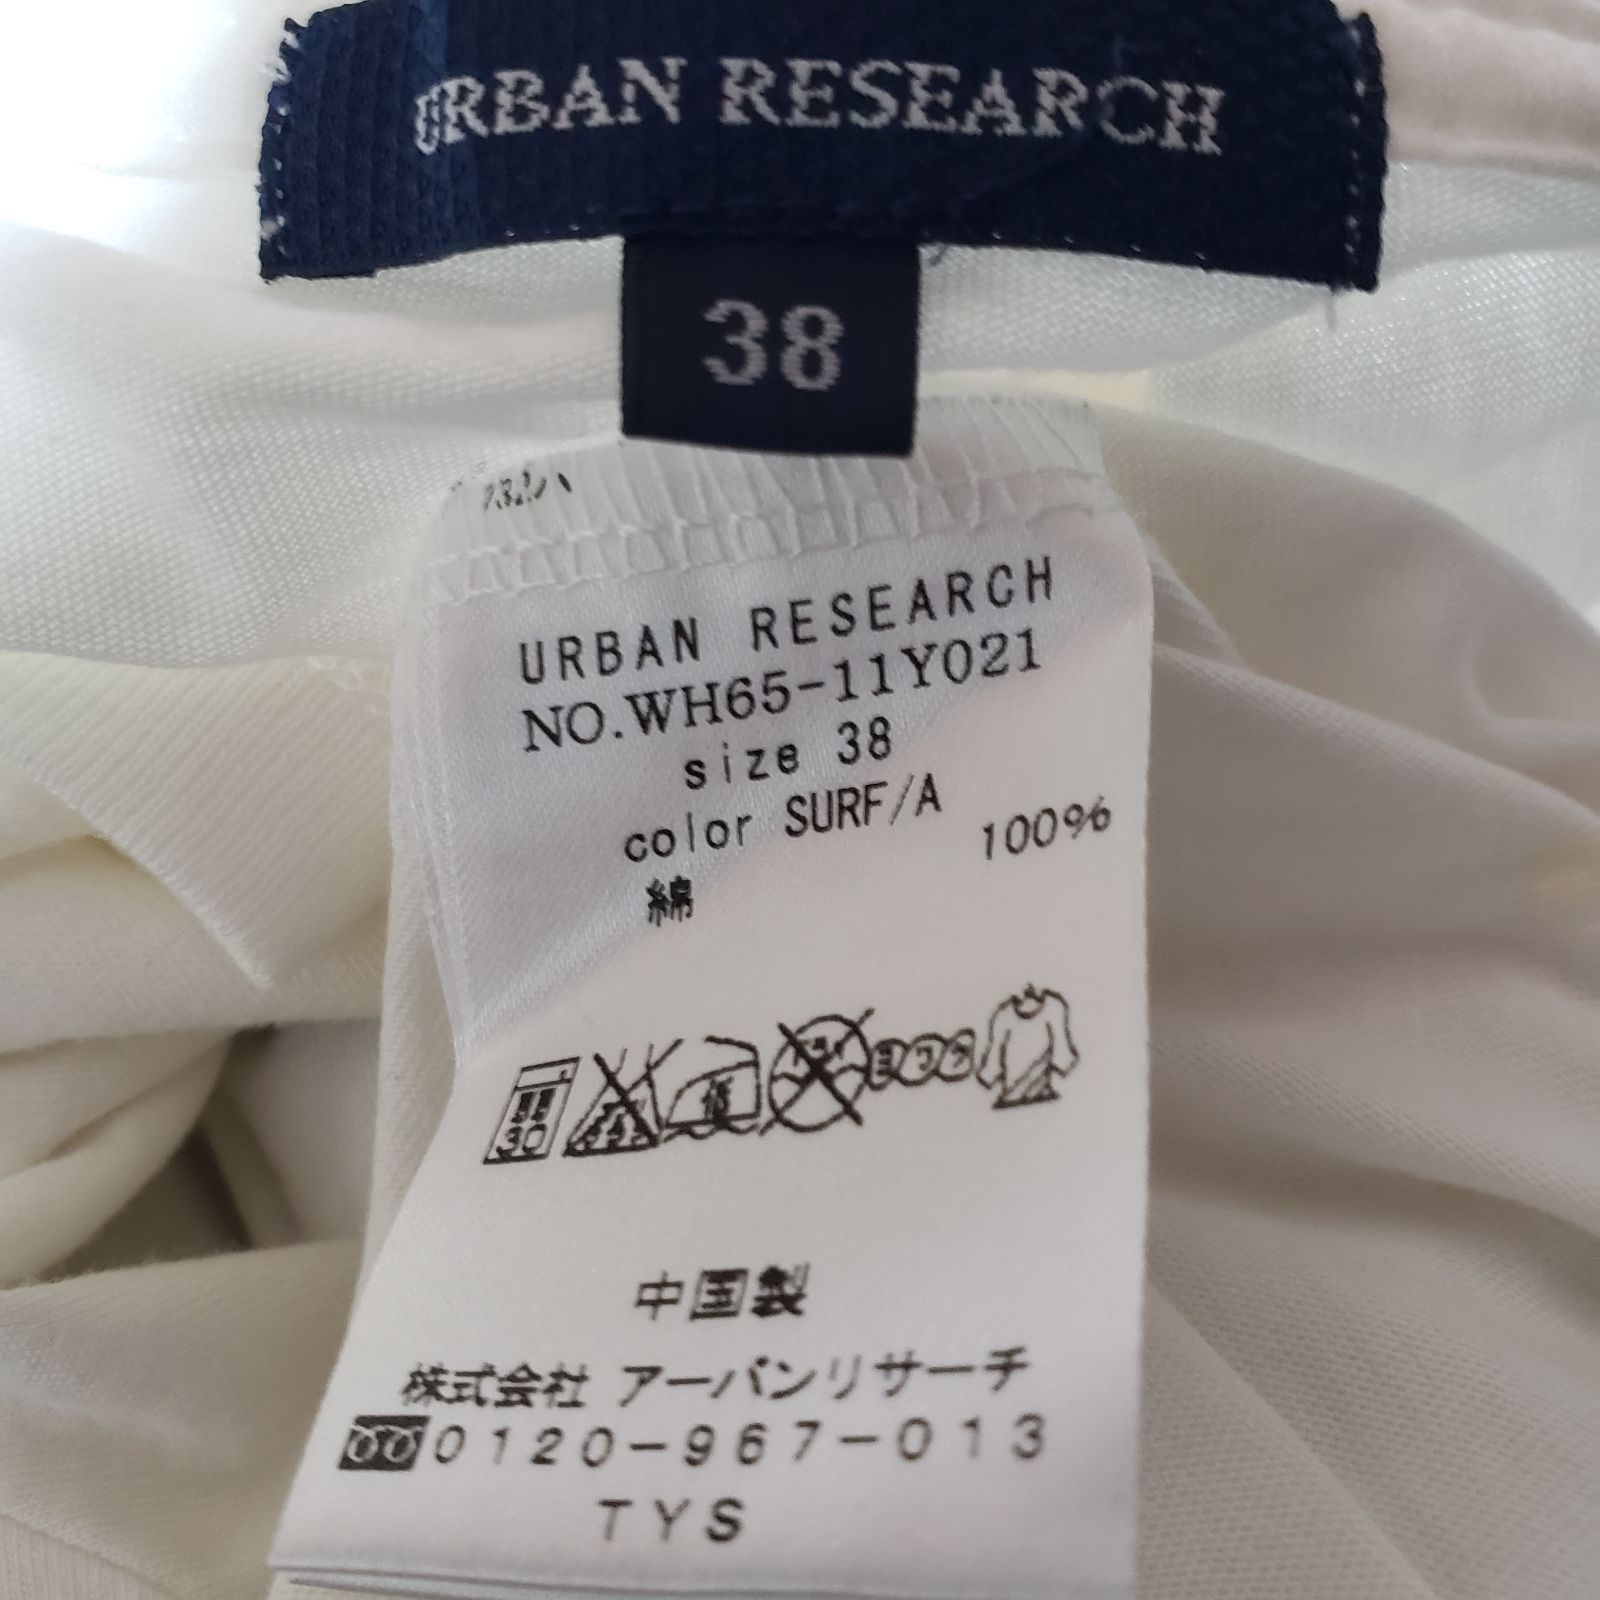 URBAN RESEARCH
38
URBAN RESEARCH
NO.WH65-11Y021
size 38
color SURF/A
綿 100%
中国製
株式会社 アーバンリサーチ
0120-967-013
TYS